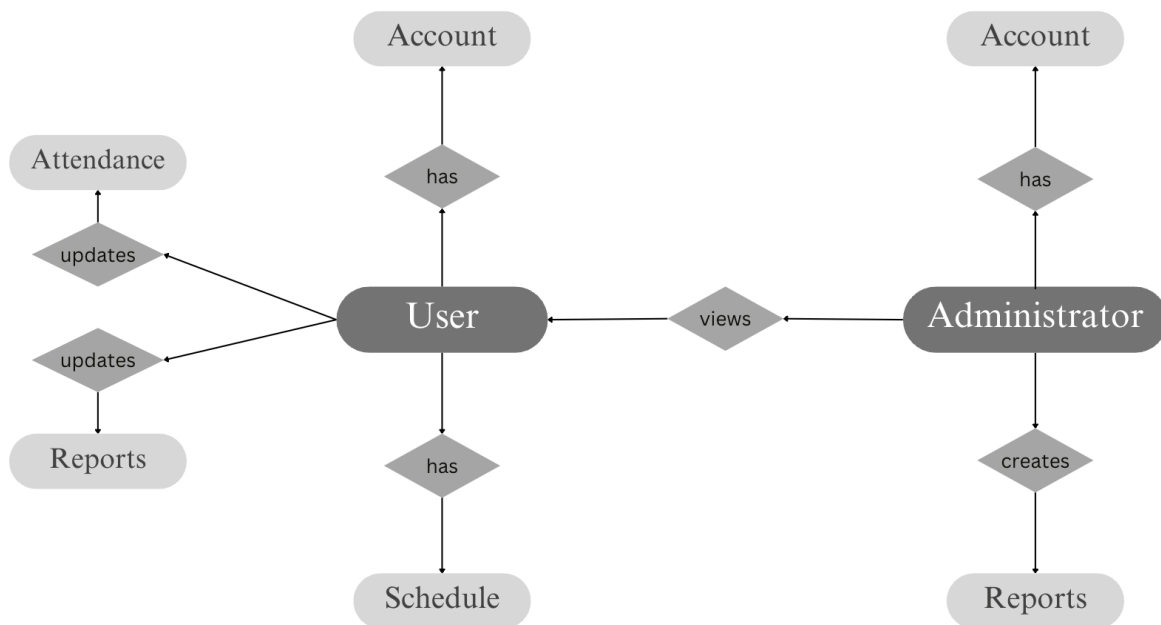 Account
Account
Attendance
has
has
updates
User
views
Administrator
updates
Reports
has
creates
Schedule
Reports